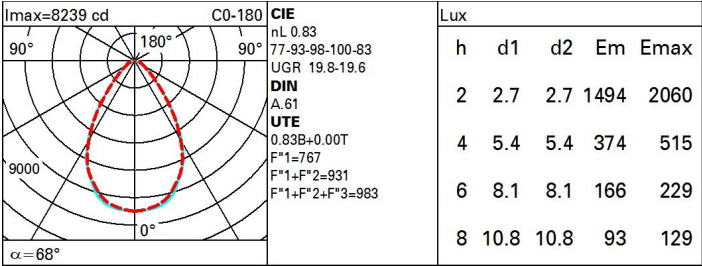 Imax=8239 cd C0-180
90° 180° 90°
9000
0°
α=68°
CIE
nL 0.83
77-93-98-100-83
UGR 19.8-19.6
DIN
A.61
UTE
0.83B+0.00T
F"1=767
F"1+F"2=931
F"1+F"2+F"3=983
Lux
h d1 d2 Em Emax
2 2.7 2.7 1494 2060
4 5.4 5.4 374 515
6 8.1 8.1 166 229
8 10.8 10.8 93 129